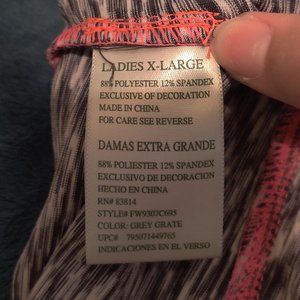 LADIES X-LARGE
88% POLYESTER 12% SPANDEX
EXCLUSIVE OF DECORATION
MADE IN CHINA
FOR CARE SEE REVERSE
DAMAS EXTRA GRANDE
88% POLIESTER 12% SPANDEX
EXCLUSIVO DE DECORACION
HECHO EN CHINA
RN# 83814
STYLE# FW9307C695
COLOR: GREY GRATE
UPC# 795071449765
INDICACIONES EN EL VERSO